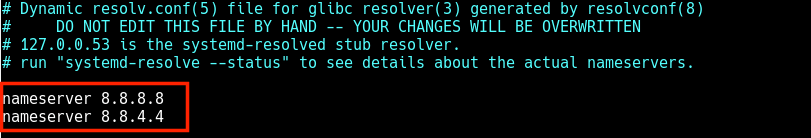 # Dynamic resolv.conf(5) file for glibc resolver(3) generated by resolvconf(8)
#     DO NOT EDIT THIS FILE BY HAND -- YOUR CHANGES WILL BE OVERWRITTEN
# 127.0.0.53 is the systemd-resolved stub resolver.
# run "systemd-resolve --status" to see details about the actual nameservers.
nameserver 8.8.8.8
nameserver 8.8.4.4